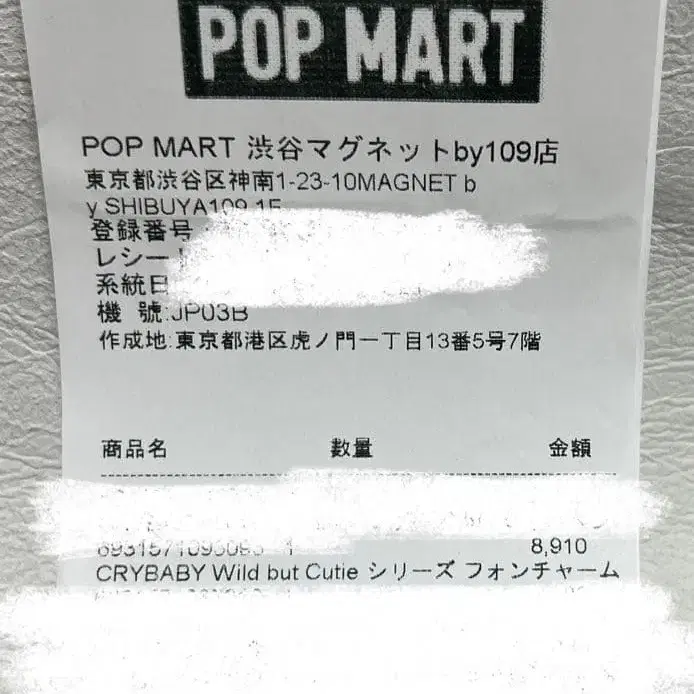 POP MART
POP MART 渋谷マグネットby109店
東京都渋谷区神南1-23-10MAGNET b
y SHIBUYA109 1F
登録番号
レシート
系統日
機 號:JP03B
作成地:東京都港区虎ノ門一丁目13番5号7階
商品名 數量 金額
1 8,910
CRYBABY Wild but Cutie シリーズ フォンチャーム